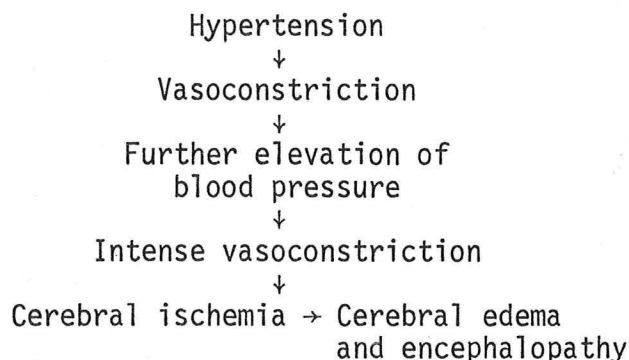 Hypertension
↓
Vasoconstriction
↓
Further elevation of
blood pressure
↓
Intense vasoconstriction
↓
Cerebral ischemia → Cerebral edema
and encephalopathy